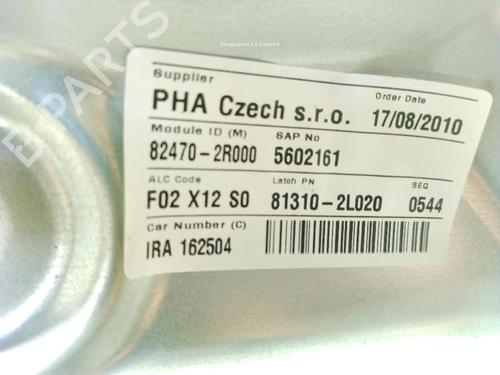 Desguaces La Cabaña
B-PARTS
Supplier
Order Date
PHA Czech s.r.o. 17/08/2010
Module ID (M) SAP No
82470-2R000 5602161
ALC Code Latch PN SEQ
F02 X12 S0 81310-2L020 0544
Car Number (C)
IRA 162504